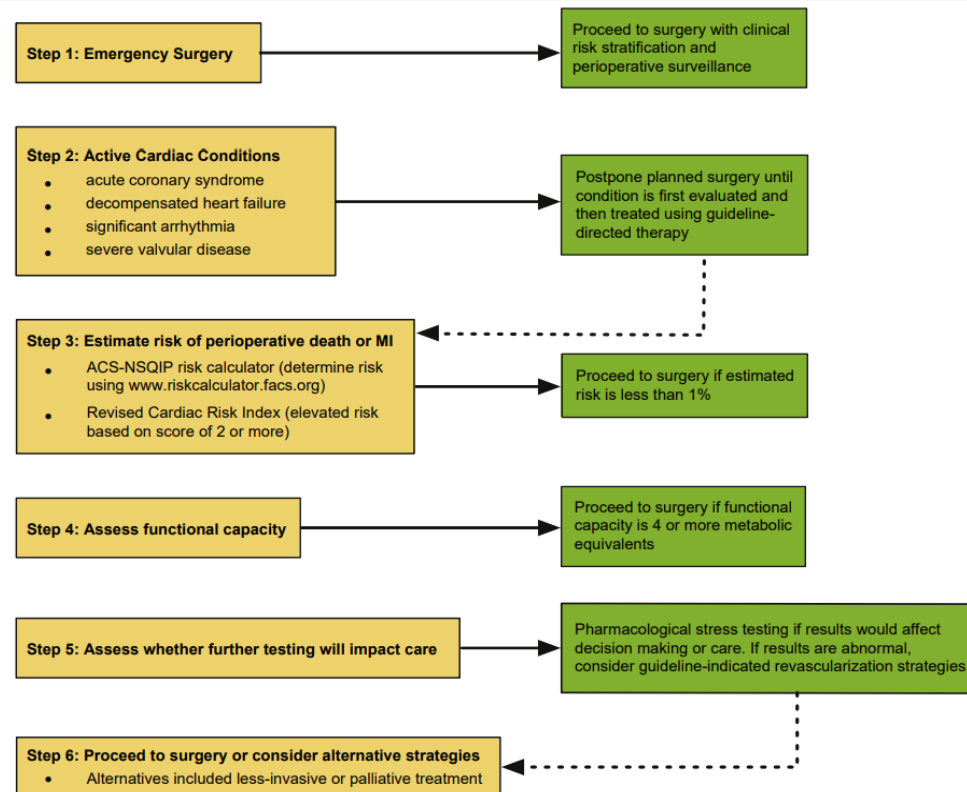 Step 1: Emergency Surgery
Proceed to surgery with clinical
risk stratification and
perioperative surveillance
Step 2: Active Cardiac Conditions
• acute coronary syndrome
• decompensated heart failure
• significant arrhythmia
• severe valvular disease
Postpone planned surgery until
condition is first evaluated and
then treated using guideline-
directed therapy
Step 3: Estimate risk of perioperative death or MI
• ACS-NSQIP risk calculator (determine risk
using www.riskcalculator.facs.org)
• Revised Cardiac Risk Index (elevated risk
based on score of 2 or more)
Proceed to surgery if estimated
risk is less than 1%
Step 4: Assess functional capacity
Proceed to surgery if functional
capacity is 4 or more metabolic
equivalents
Step 5: Assess whether further testing will impact care
Pharmacological stress testing if results would affect
decision making or care. If results are abnormal,
consider guideline-indicated revascularization strategies
Step 6: Proceed to surgery or consider alternative strategies
• Alternatives included less-invasive or palliative treatment